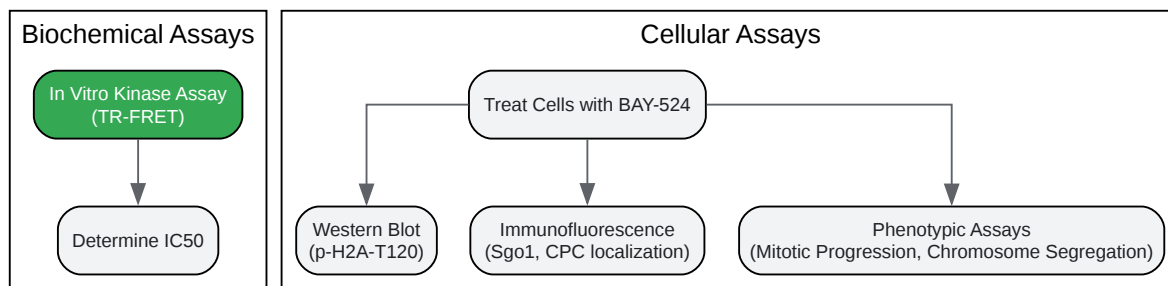 Biochemical Assays
In Vitro Kinase Assay
(TR-FRET)
Determine IC50
Cellular Assays
Treat Cells with BAY-524
Western Blot
(p-H2A-T120)
Immunofluorescence
(Sgo1, CPC localization)
Phenotypic Assays
(Mitotic Progression, Chromosome Segregation)